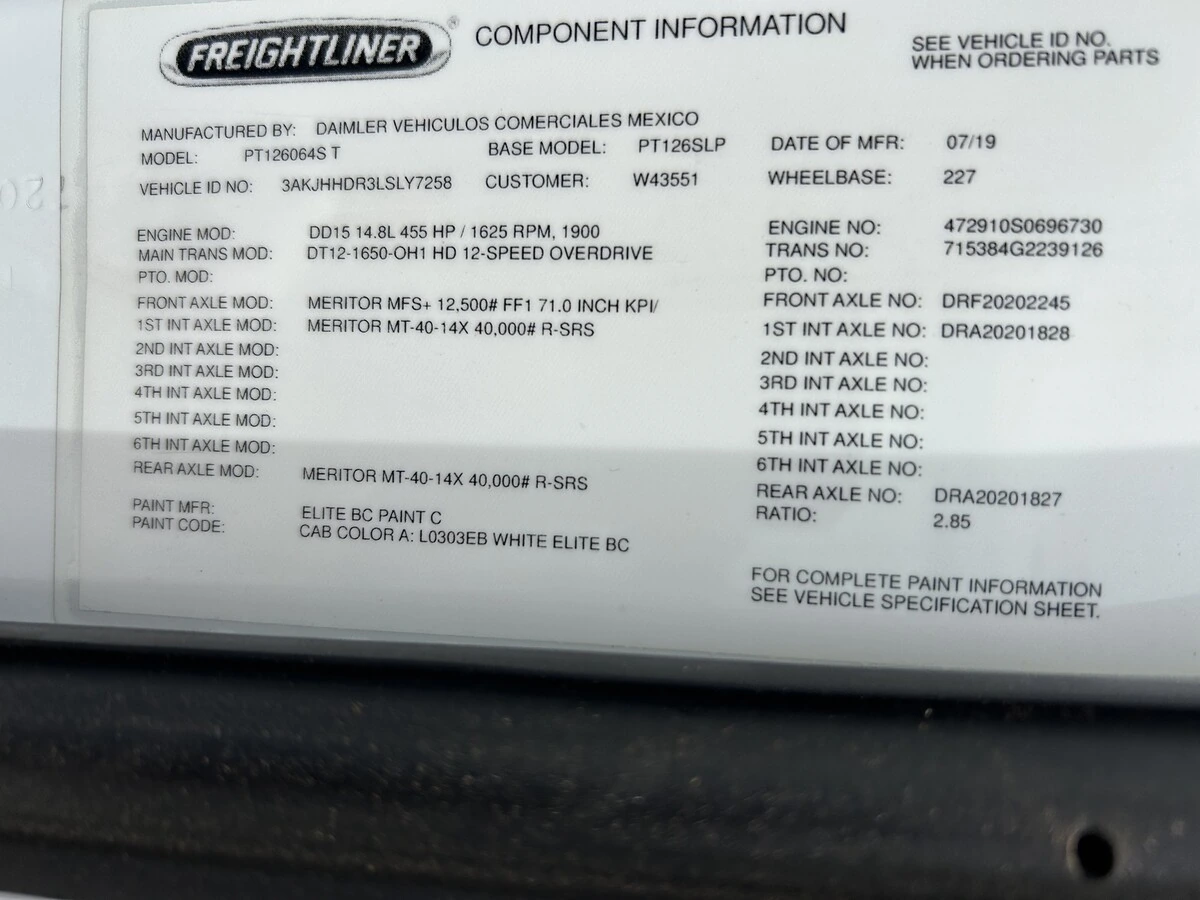 FREIGHTLINER ® COMPONENT INFORMATION
SEE VEHICLE ID NO.
WHEN ORDERING PARTS
MANUFACTURED BY: DAIMLER VEHICULOS COMERCIALES MEXICO
MODEL: PT126064S T BASE MODEL: PT126SLP DATE OF MFR: 07/19
VEHICLE ID NO: 3AKJHHDR3LSLY7258 CUSTOMER: W43551 WHEELBASE: 227
ENGINE MOD: DD15 14.8L 455 HP / 1625 RPM, 1900 ENGINE NO: 472910S0696730
MAIN TRANS MOD: DT12-1650-OH1 HD 12-SPEED OVERDRIVE TRANS NO: 715384G2239126
PTO. MOD: PTO. NO:
FRONT AXLE MOD: MERITOR MFS+ 12,500# FF1 71.0 INCH KPI/ FRONT AXLE NO: DRF20202245
1ST INT AXLE MOD: MERITOR MT-40-14X 40,000# R-SRS 1ST INT AXLE NO: DRA20201828
2ND INT AXLE MOD: 2ND INT AXLE NO:
3RD INT AXLE MOD: 3RD INT AXLE NO:
4TH INT AXLE MOD: 4TH INT AXLE NO:
5TH INT AXLE MOD: 5TH INT AXLE NO:
6TH INT AXLE MOD: 6TH INT AXLE NO:
REAR AXLE MOD: MERITOR MT-40-14X 40,000# R-SRS REAR AXLE NO: DRA20201827
PAINT MFR: ELITE BC PAINT C RATIO: 2.85
PAINT CODE: CAB COLOR A: L0303EB WHITE ELITE BC
FOR COMPLETE PAINT INFORMATION
SEE VEHICLE SPECIFICATION SHEET.